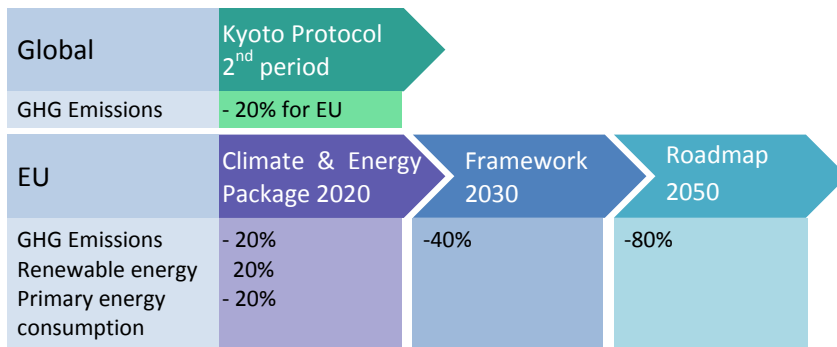 Global
Kyoto Protocol
2nd period
GHG Emissions
- 20% for EU
EU
Climate & Energy
Package 2020
Framework
2030
Roadmap
2050
GHG Emissions
- 20%
-40%
-80%
Renewable energy
20%
Primary energy
- 20%
consumption